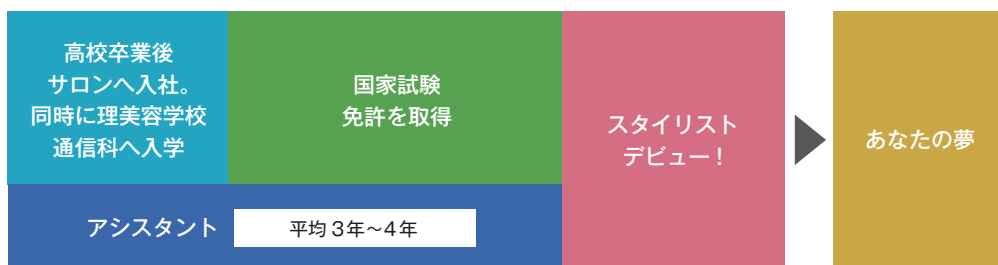 高校卒業後
サロンへ入社。
同時に理美容学校
通信科へ入学
国家試験
免許を取得
アシスタント
平均3年〜4年
スタイリスト
デビュー！
あなたの夢